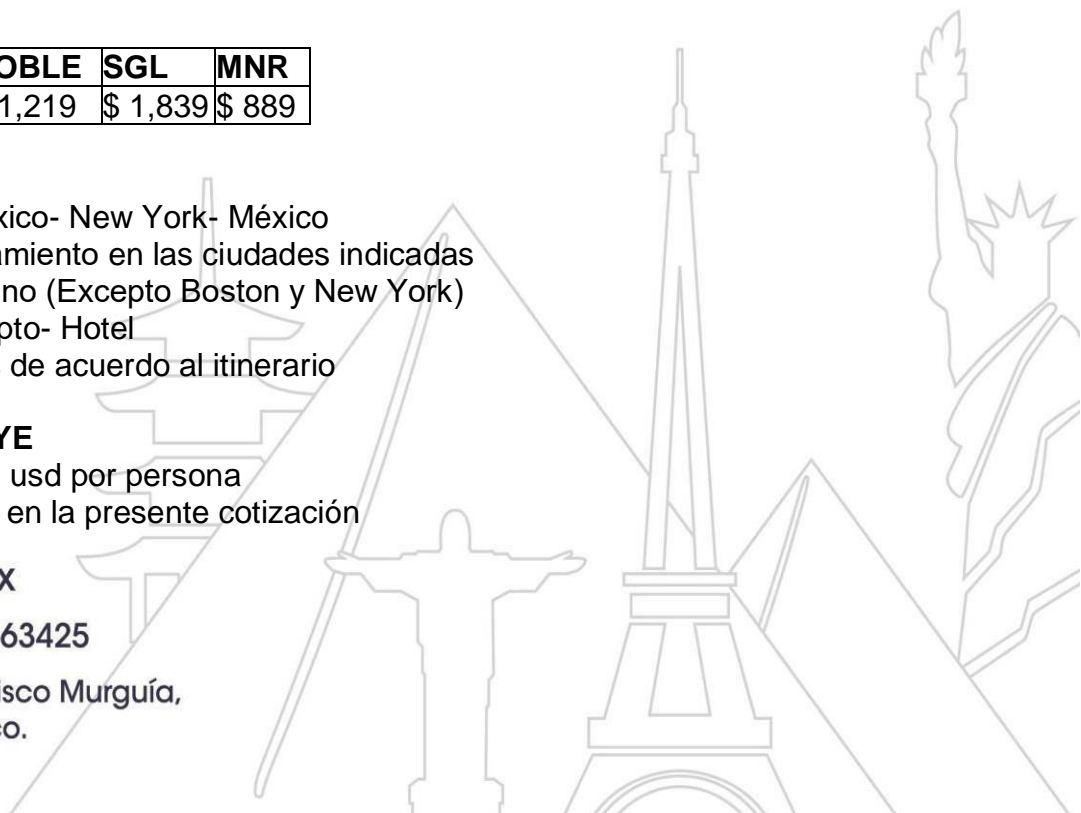 OBLE SGL MNR
1,219 $ 1,839 $ 889
xico- New York- México
amiento en las ciudades indicadas
no (Excepto Boston y New York)
pto- Hotel
de acuerdo al itinerario
YE
usd por persona
en la presente cotización
X
63425
isco Murguía,
co.